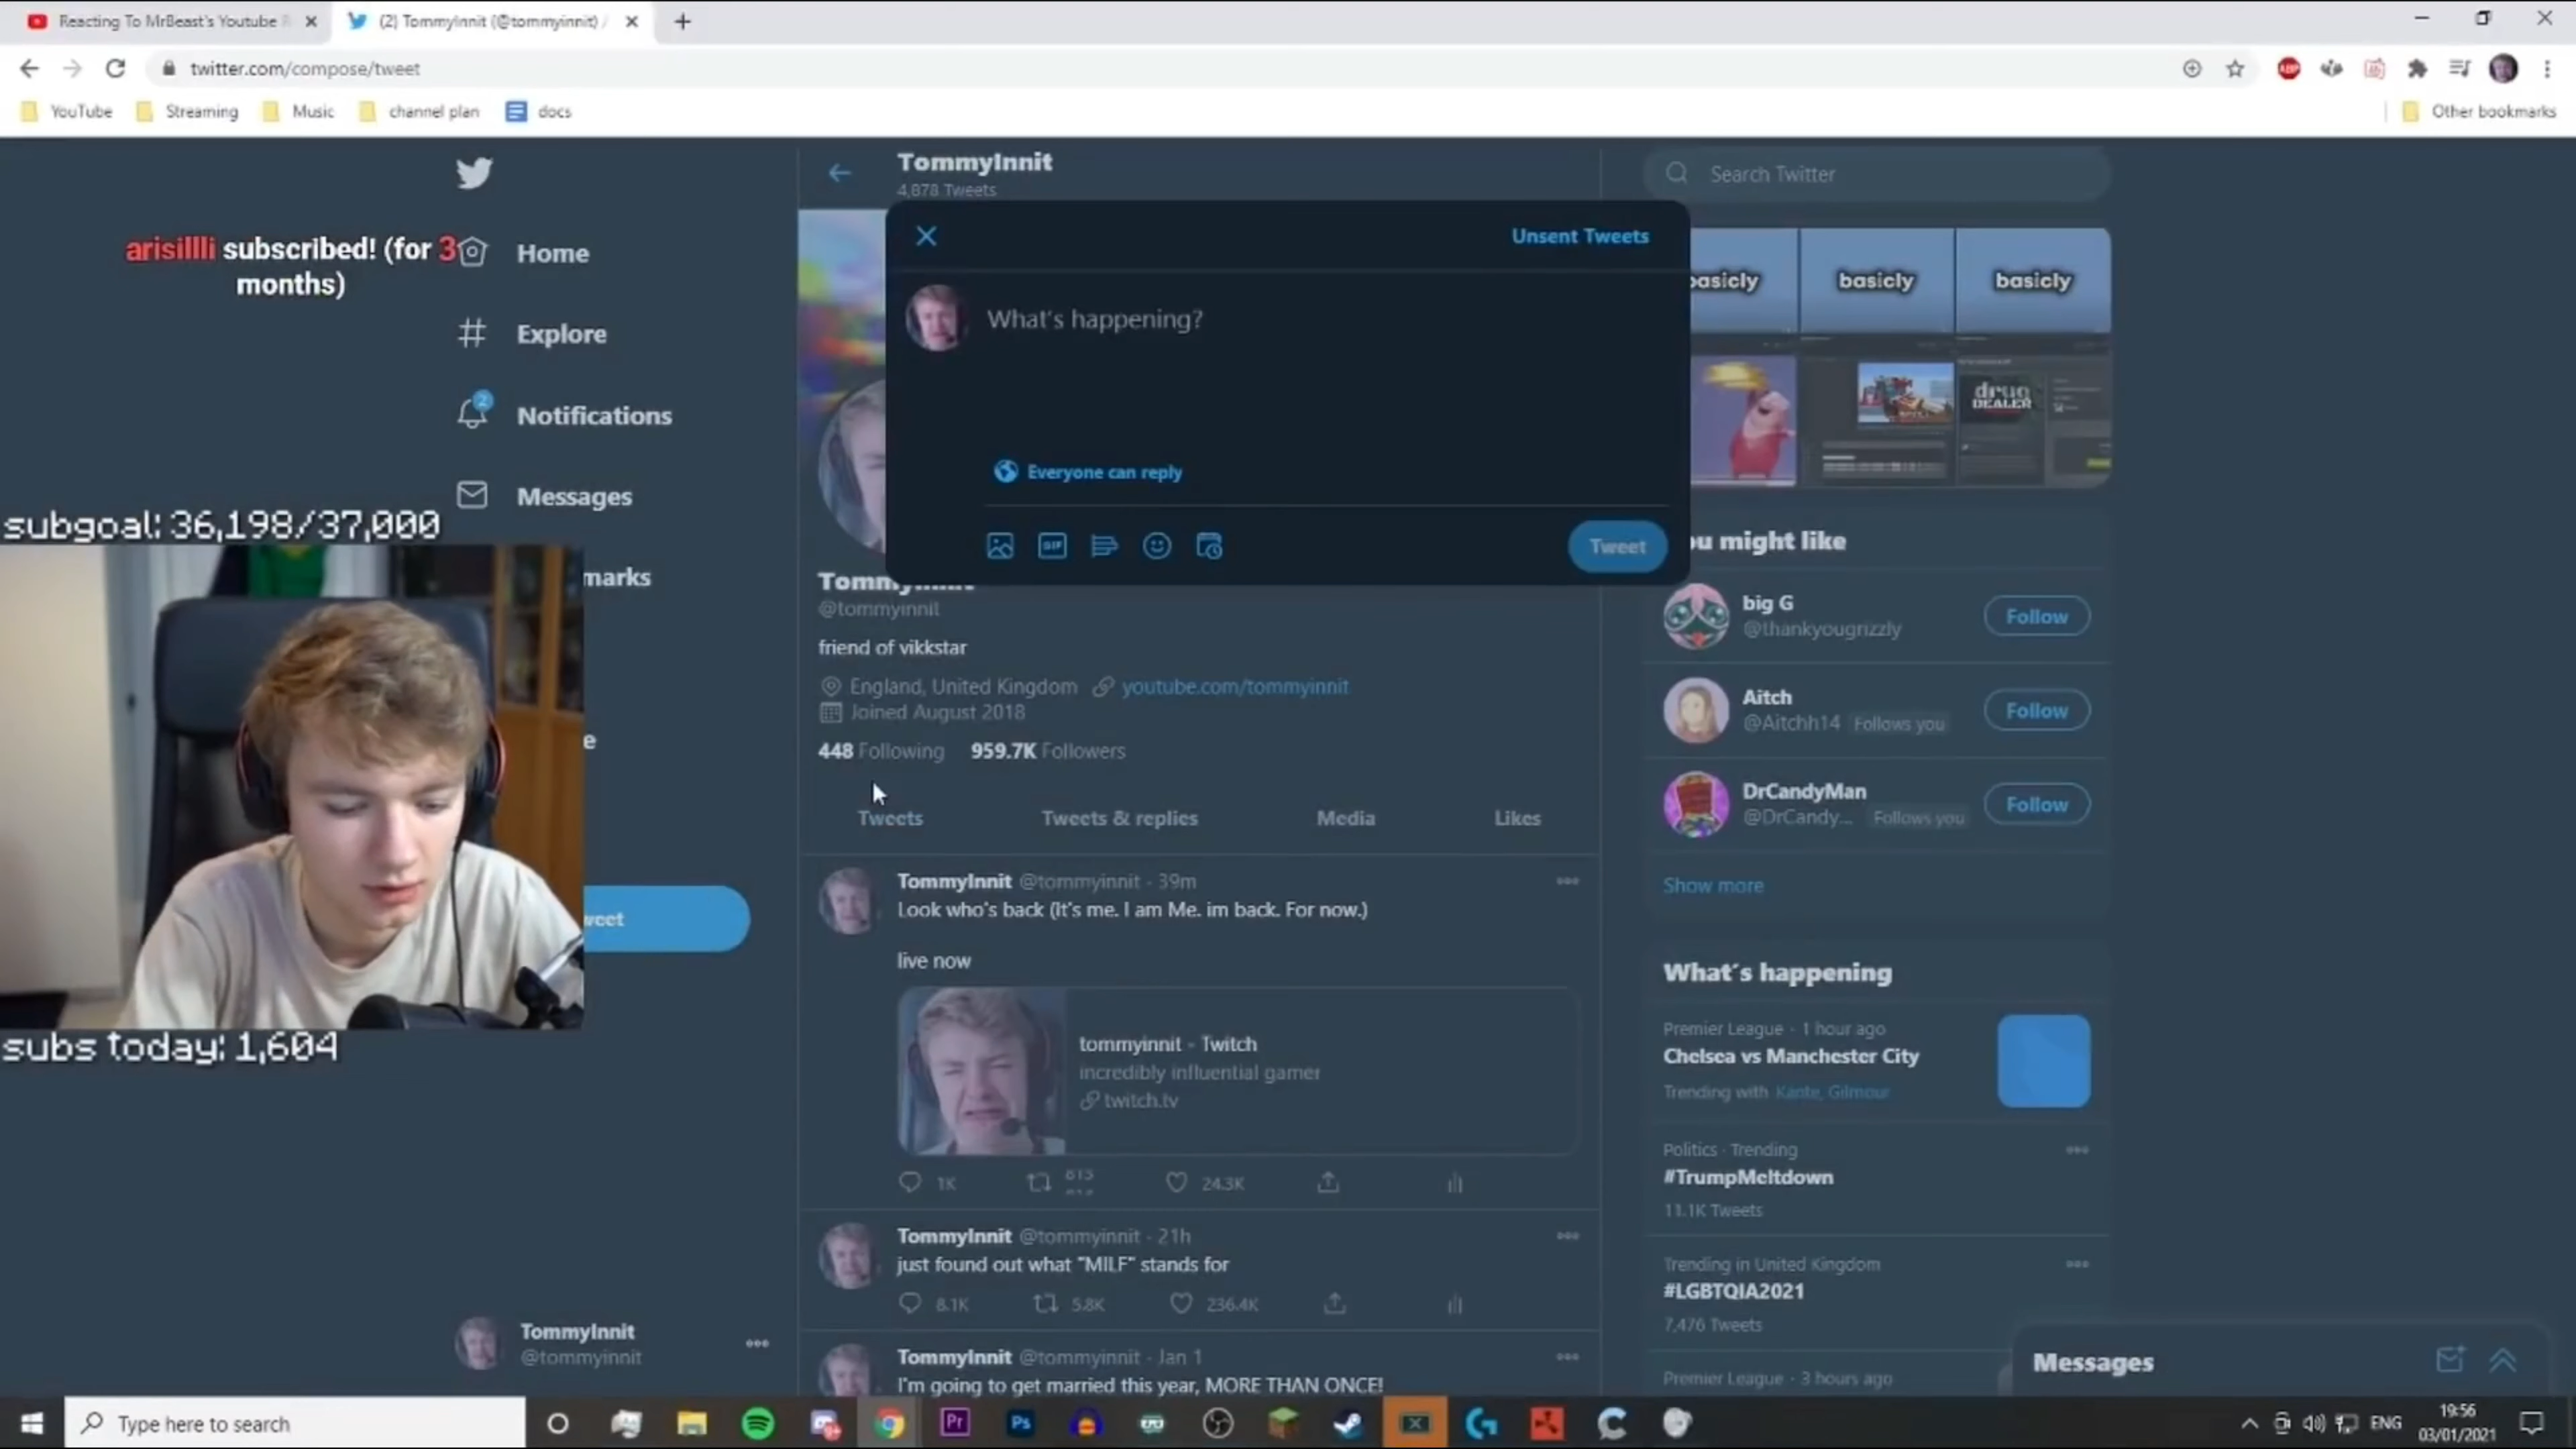 Reacting To MrBeast's Youtube R
(2) TommyInnit (@tommyinnit) /
twitter.com/compose/tweet
ABP
YouTube
Streaming
Music
channel plan
docs
Other bookmarks
TommyInnit
4,878 Tweets
Search Twitter
arisillli subscribed! (for 3
months)
Home
Explore
2
Notifications
Messages
marks
e
weet
subgoal: 36,198/37,000
subs today: 1,604
Unsent Tweets
What's happening?
Everyone can reply
GIF
Tweet
basicly
basicly
basicly
drug
DEALER
TommyInnit
@tommyinnit
friend of vikkstar
England, United Kingdom
youtube.com/tommyinnit
Joined August 2018
448 Following
959.7K Followers
Tweets
Tweets & replies
Media
Likes
TommyInnit @tommyinnit · 39m
Look who's back (It's me. I am Me. im back. For now.)
live now
tommyinnit - Twitch
incredibly influential gamer
twitch.tv
1K
24.3K
TommyInnit @tommyinnit · 21h
just found out what "MILF" stands for
8.1K
5.8K
236.4K
TommyInnit @tommyinnit · Jan 1
I'm going to get married this year, MORE THAN ONCE!
ou might like
big G
@thankyougrizzly
Follow
Aitch
@Aitchh14 Follows you
Follow
DrCandyMan
@DrCandy... Follows you
Follow
Show more
What's happening
Premier League · 1 hour ago
Chelsea vs Manchester City
Trending with Kante, Gilmour
Politics · Trending
#TrumpMeltdown
11.1K Tweets
Trending in United Kingdom
#LGBTQIA2021
7,476 Tweets
Premier League · 3 hours ago
Messages
TommyInnit
@tommyinnit
Type here to search
Pr
Ps
ENG
19:56
03/01/2021